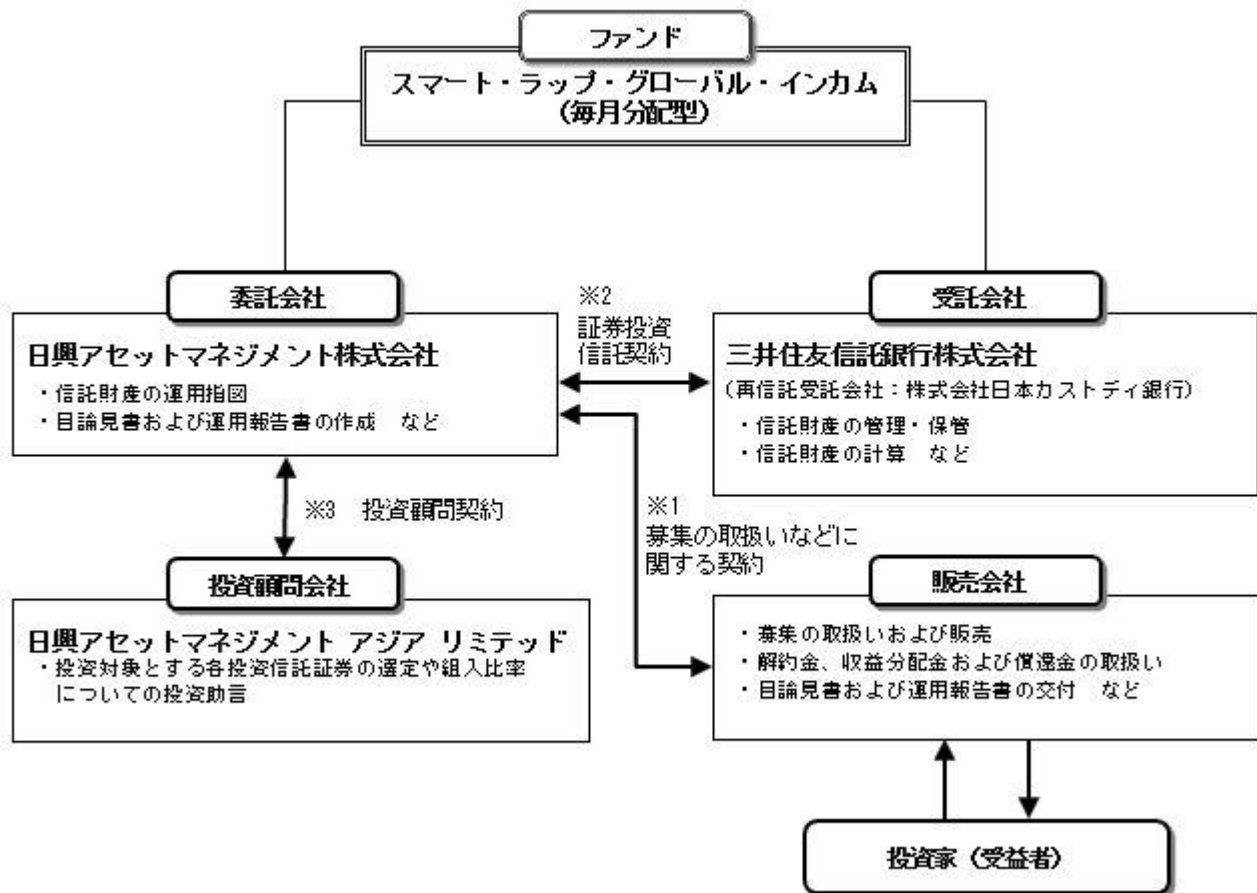 ファンド
スマート・ラップ・グローバル・インカム
（毎月分配型）
委託会社
日興アセットマネジメント株式会社
・信託財産の運用指図
・目論見書および運用報告書の作成　など
※2
証券投資
信託契約
受託会社
三井住友信託銀行株式会社
（再信託受託会社：株式会社日本カストディ銀行）
・信託財産の管理・保管
・信託財産の計算　など
※3　投資顧問契約
※1
募集の取扱いなどに
関する契約
投資顧問会社
日興アセットマネジメント アジア リミテッド
・投資対象とする各投資信託証券の選定や組入比率
についての投資助言
販売会社
・募集の取扱いおよび販売
・解約金、収益分配金および償還金の取扱い
・目論見書および運用報告書の交付　など
投資家（受益者）